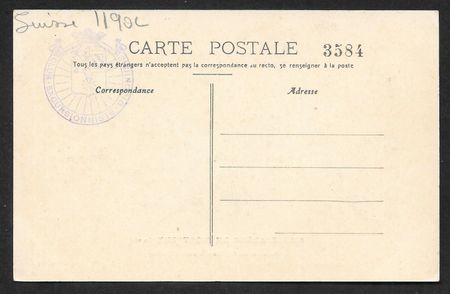 Suisse 1190c
CARTE POSTALE 3584
Tous les pays étrangers n'acceptent pas la correspondance au recto, se renseigner à la poste
Correspondance Adresse